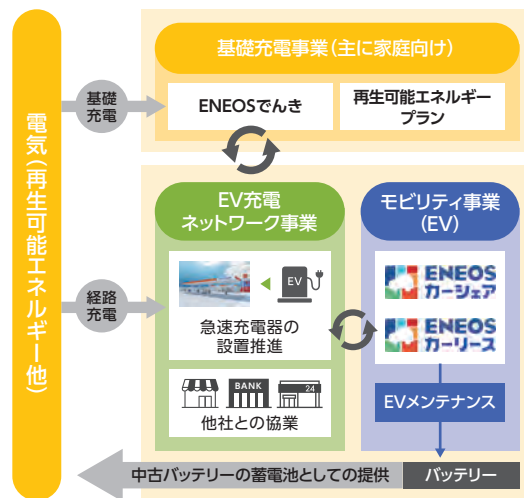 電気（再生可能エネルギー他）
基礎充電事業（主に家庭向け）
基礎
充電
ENEOSでんき
再生可能エネルギー
プラン
EV充電
ネットワーク事業
モビリティ事業
（EV）
経路
充電
EV
急速充電器の
設置推進
BANK
24
他社との協業
ENEOS
カーシェア
ENEOS
カーリース
EVメンテナンス
中古バッテリーの蓄電池としての提供
バッテリー